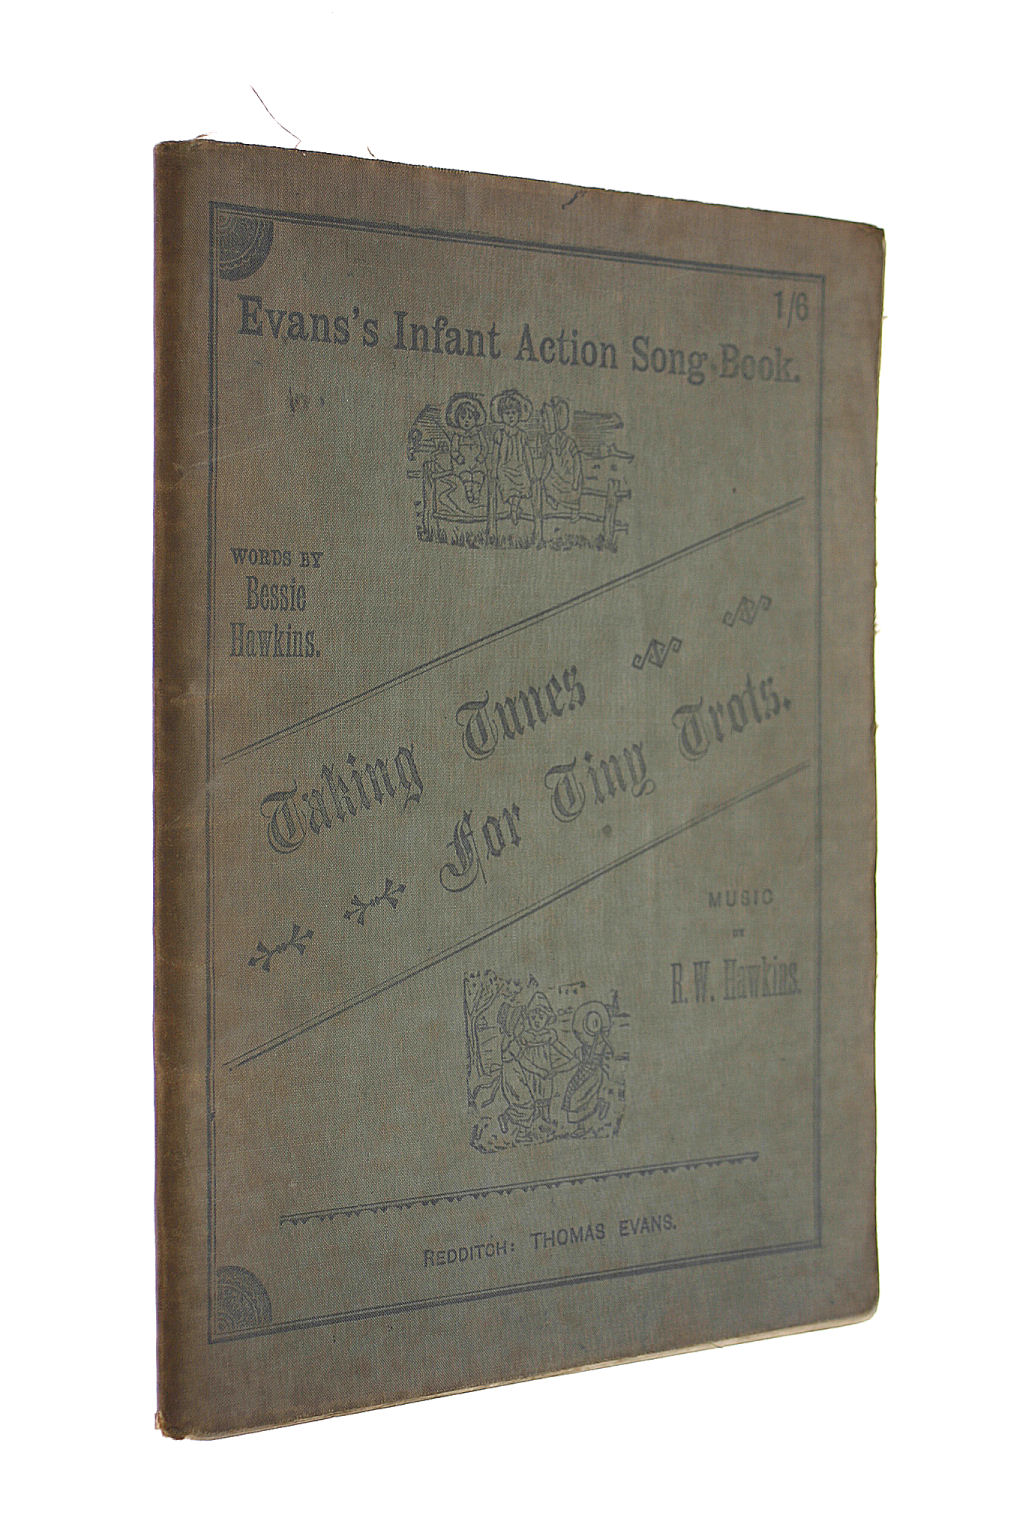 1/6
Evans's Infant Action Song Book.
WORDS BY
Bessie
Hawkins.
Taking Tunes
For Tiny Trots.
MUSIC
BY
R. W. Hawkins.
REDDITCH: THOMAS EVANS.